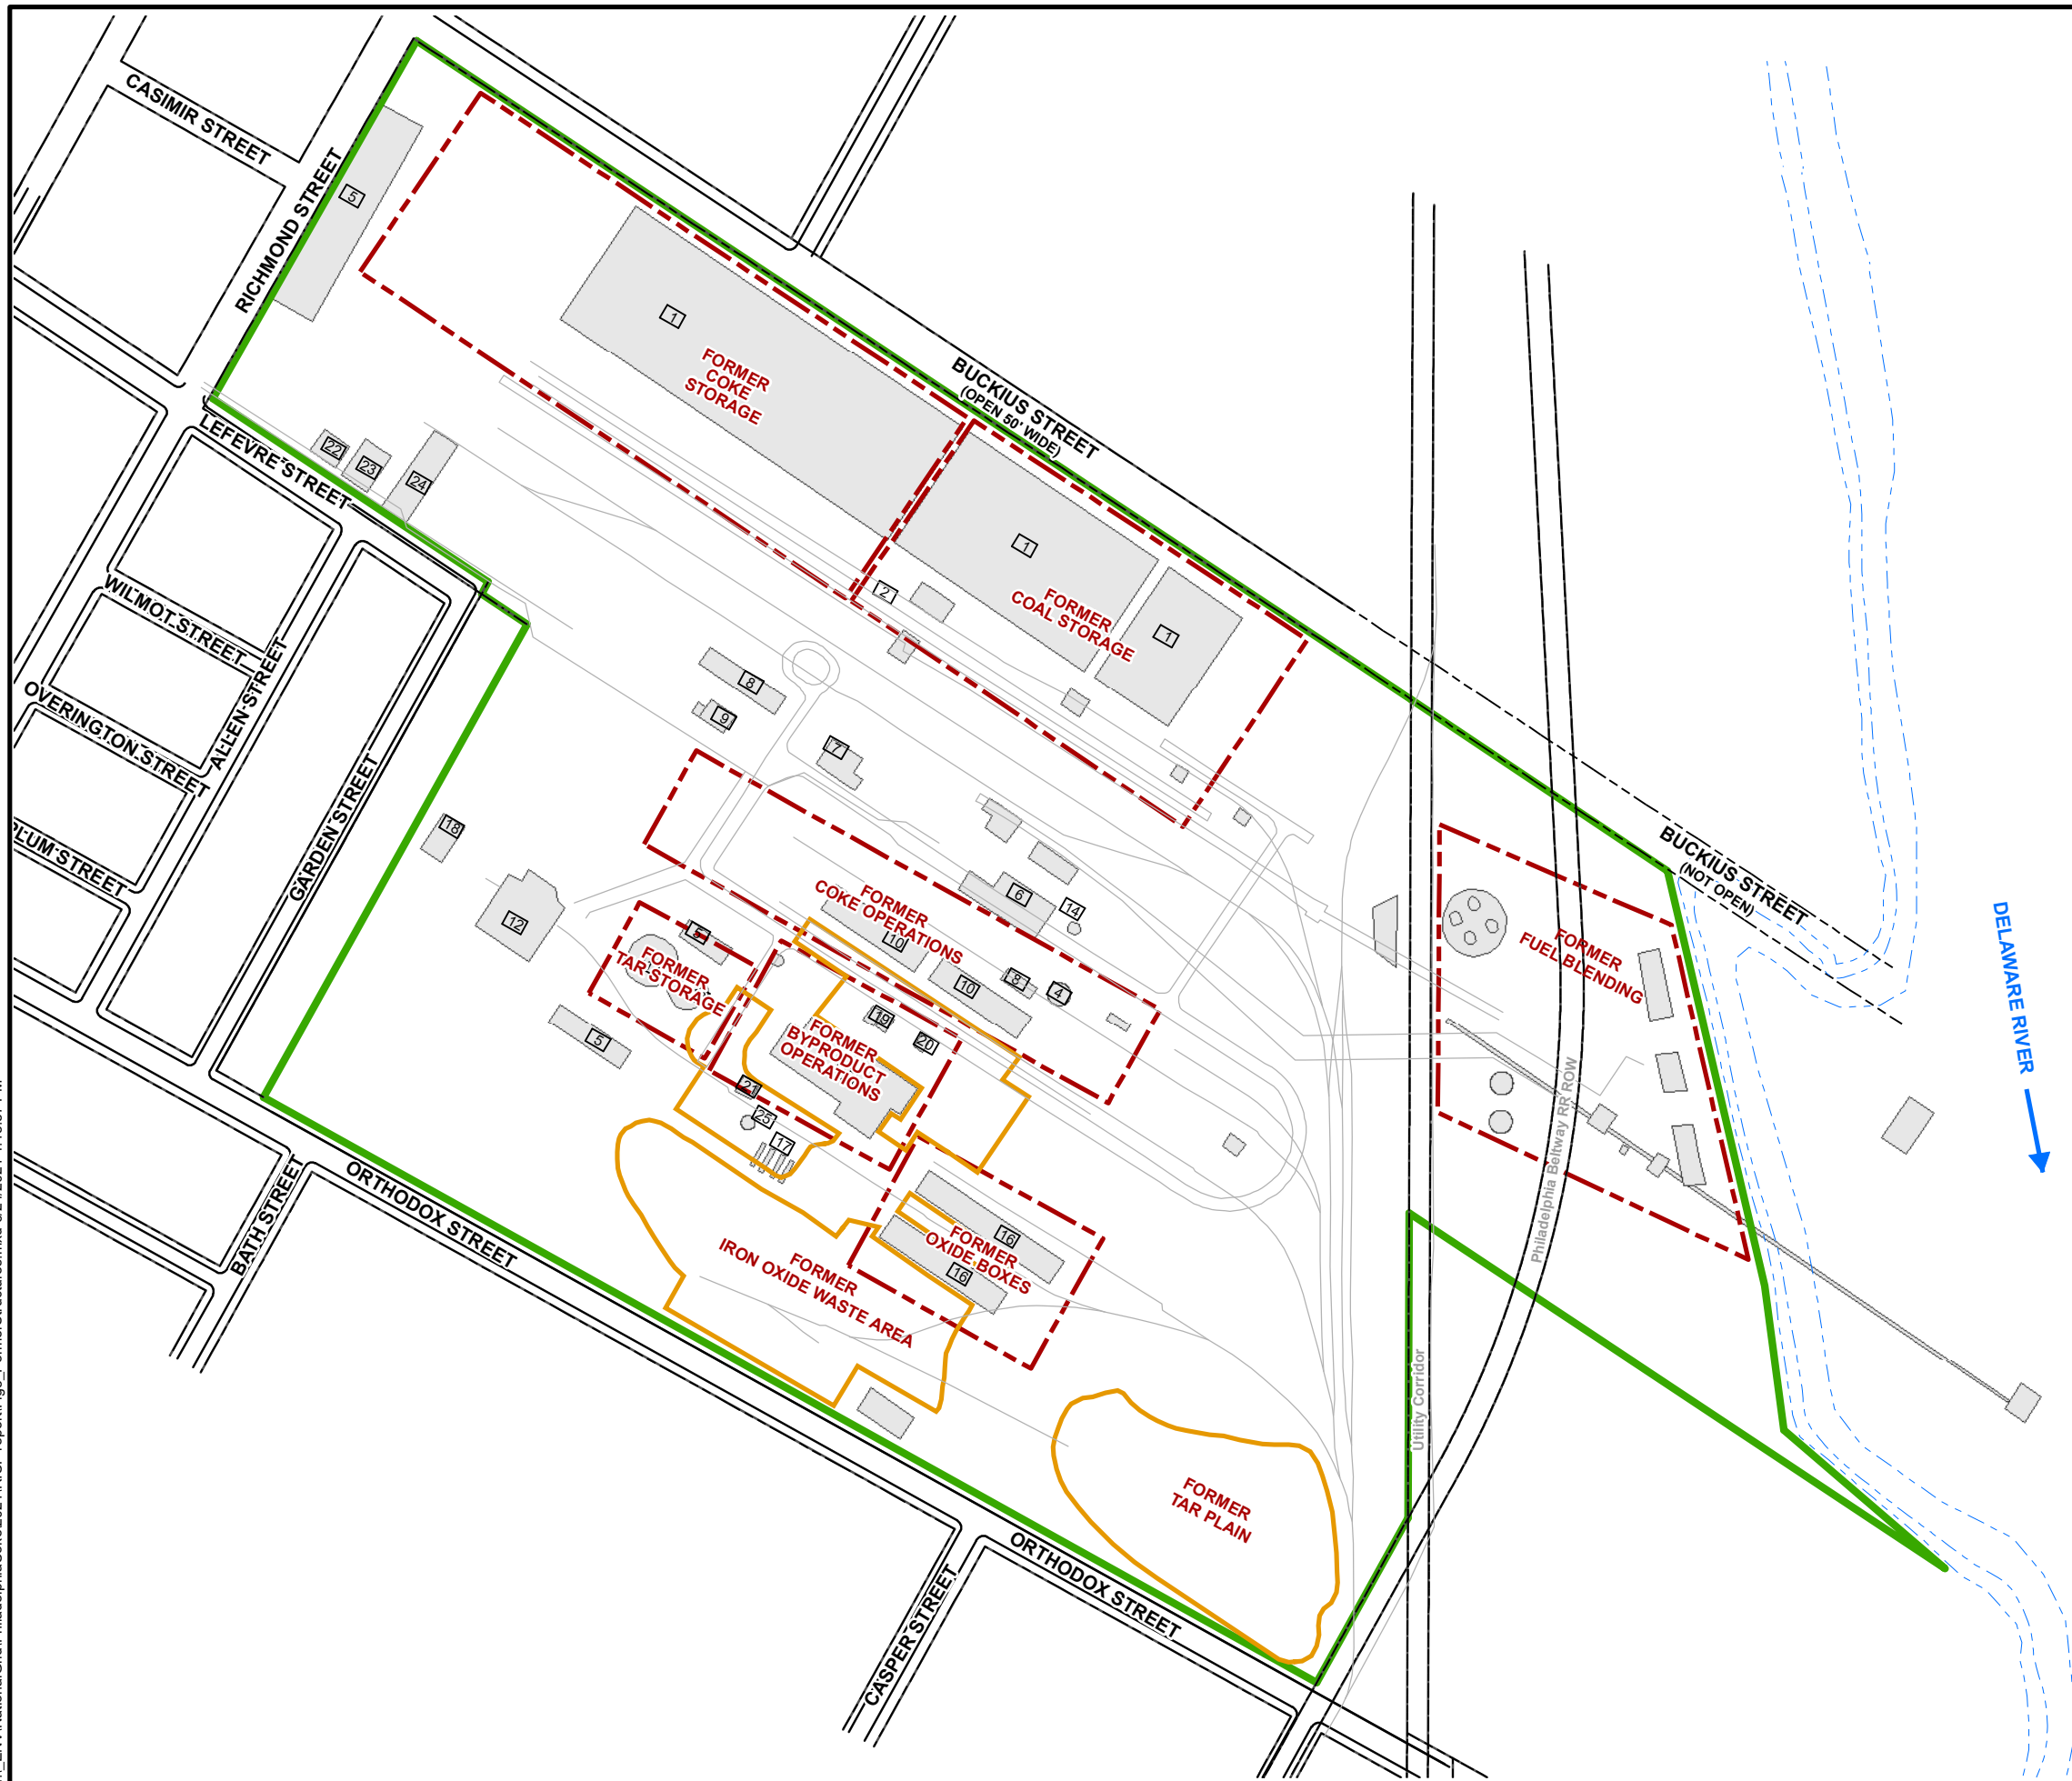 CASIMIR STREET
RICHMOND STREET
5
1
FORMER
COKE
STORAGE
BUCKIUS STREET
(OPEN 50' WIDE)
LEFEVRE STREET
22
23
24
1
2
FORMER
COAL STORAGE
1
WILMOT STREET
ALLEN STREET
OVERINGTON STREET
PLUM STREET
GARDEN STREET
8
9
7
18
12
6
14
FORMER
COKE OPERATIONS
10
10
8
4
5
FORMER
TAR STORAGE
5
19
20
FORMER
BYPRODUCT
OPERATIONS
21
25
17
BUCKIUS STREET
(NOT OPEN)
FORMER
FUEL BLENDING
DELAWARE RIVER
Philadelphia Beltway RR ROW
Utility Corridor
BATH STREET
ORTHODOX STREET
16
FORMER
OXIDE BOXES
16
FORMER
IRON OXIDE WASTE AREA
FORMER
TAR PLAIN
ORTHODOX STREET
CASPER STREET